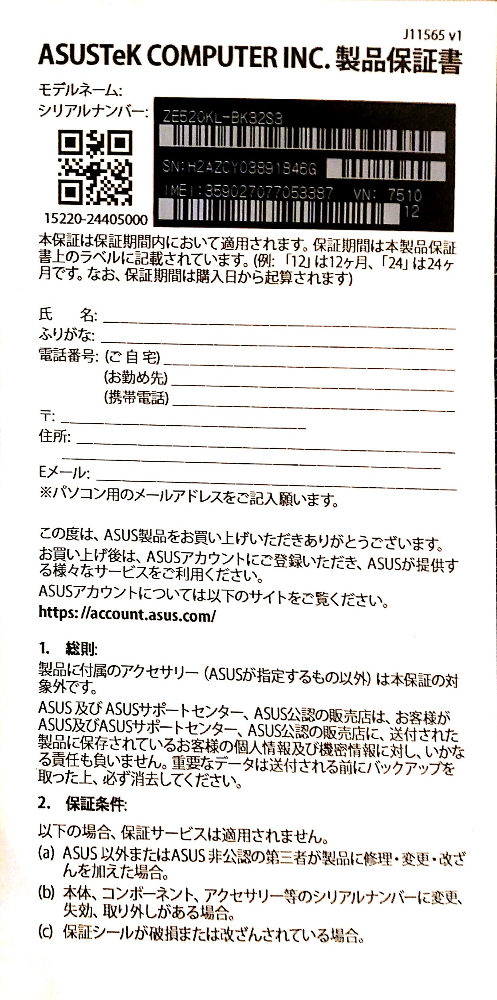 J11565 v1
ASUSTeK COMPUTER INC. 製品保証書
モデルネーム:
シリアルナンバー:
ZE520KL-BK32S3
SN:H2AZCY03891846G
IMEI:359027077053387 VN: 7510
12
15220-24405000
本保証は保証期間内において適用されます。保証期間は本製品保証
書上のラベルに記載されています。(例: 「12」は12ヶ月、「24」は24ヶ
月です。なお、保証期間は購入日から起算されます)
氏 名:
ふりがな:
電話番号: (ご 自 宅)
(お勤め先)
(携帯電話)
〒:
住所:
Eメール:
※パソコン用のメールアドレスをご記入願います。
この度は、ASUS製品をお買い上げいただきありがとうございます。
お買い上げ後は、ASUSアカウントにご登録いただき、ASUSが提供す
る様々なサービスをご利用ください。
ASUSアカウントについては以下のサイトをご覧ください。
https://account.asus.com/
1. 総則:
製品に付属のアクセサリー（ASUSが指定するもの以外）は本保証の対
象外です。
ASUS 及び ASUSサポートセンター、ASUS公認の販売店は、お客様が
ASUS及びASUSサポートセンター、ASUS公認の販売店に、送付された
製品に保存されているお客様の個人情報及び機密情報に対し、いかな
る責任も負いません。重要なデータは送付される前にバックアップを
取った上、必ず消去してください。
2. 保証条件:
以下の場合、保証サービスは適用されません。
(a) ASUS 以外またはASUS 非公認の第三者が製品に修理・変更・改ざ
んを加えた場合。
(b) 本体、コンポーネント、アクセサリー等のシリアルナンバーに変更、
失効、取り外しがある場合。
(c) 保証シールが破損または改ざんされている場合。